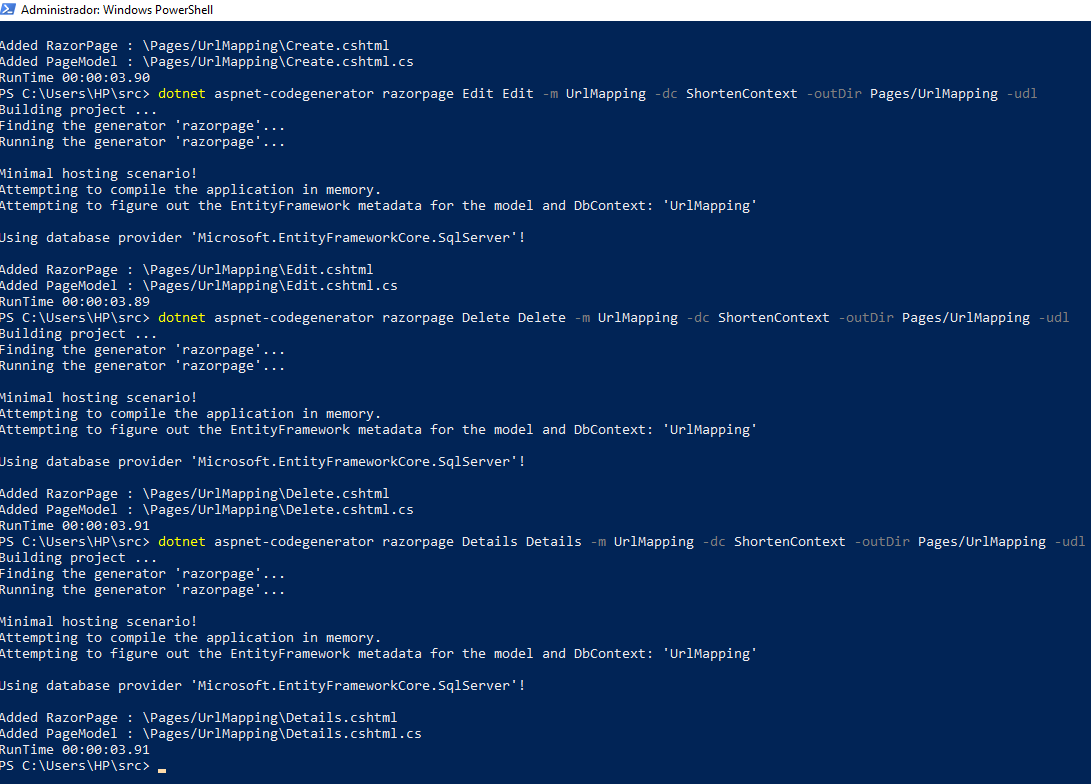 Administrador: Windows PowerShell
Added RazorPage : \Pages/UrlMapping\Create.cshtml
Added PageModel : \Pages/UrlMapping\Create.cshtml.cs
RunTime 00:00:03.90
PS C:\Users\HP\src> dotnet aspnet-codegenerator razorpage Edit Edit -m UrlMapping -dc ShortenContext -outDir Pages/UrlMapping -udl
Building project ...
Finding the generator 'razorpage'...
Running the generator 'razorpage'...
Minimal hosting scenario!
Attempting to compile the application in memory.
Attempting to figure out the EntityFramework metadata for the model and DbContext: 'UrlMapping'
Using database provider 'Microsoft.EntityFrameworkCore.SqlServer'!
Added RazorPage : \Pages/UrlMapping\Edit.cshtml
Added PageModel : \Pages/UrlMapping\Edit.cshtml.cs
RunTime 00:00:03.89
PS C:\Users\HP\src> dotnet aspnet-codegenerator razorpage Delete Delete -m UrlMapping -dc ShortenContext -outDir Pages/UrlMapping -udl
Building project ...
Finding the generator 'razorpage'...
Running the generator 'razorpage'...
Minimal hosting scenario!
Attempting to compile the application in memory.
Attempting to figure out the EntityFramework metadata for the model and DbContext: 'UrlMapping'
Using database provider 'Microsoft.EntityFrameworkCore.SqlServer'!
Added RazorPage : \Pages/UrlMapping\Delete.cshtml
Added PageModel : \Pages/UrlMapping\Delete.cshtml.cs
RunTime 00:00:03.91
PS C:\Users\HP\src> dotnet aspnet-codegenerator razorpage Details Details -m UrlMapping -dc ShortenContext -outDir Pages/UrlMapping -udl
Building project ...
Finding the generator 'razorpage'...
Running the generator 'razorpage'...
Minimal hosting scenario!
Attempting to compile the application in memory.
Attempting to figure out the EntityFramework metadata for the model and DbContext: 'UrlMapping'
Using database provider 'Microsoft.EntityFrameworkCore.SqlServer'!
Added RazorPage : \Pages/UrlMapping\Details.cshtml
Added PageModel : \Pages/UrlMapping\Details.cshtml.cs
RunTime 00:00:03.91
PS C:\Users\HP\src>